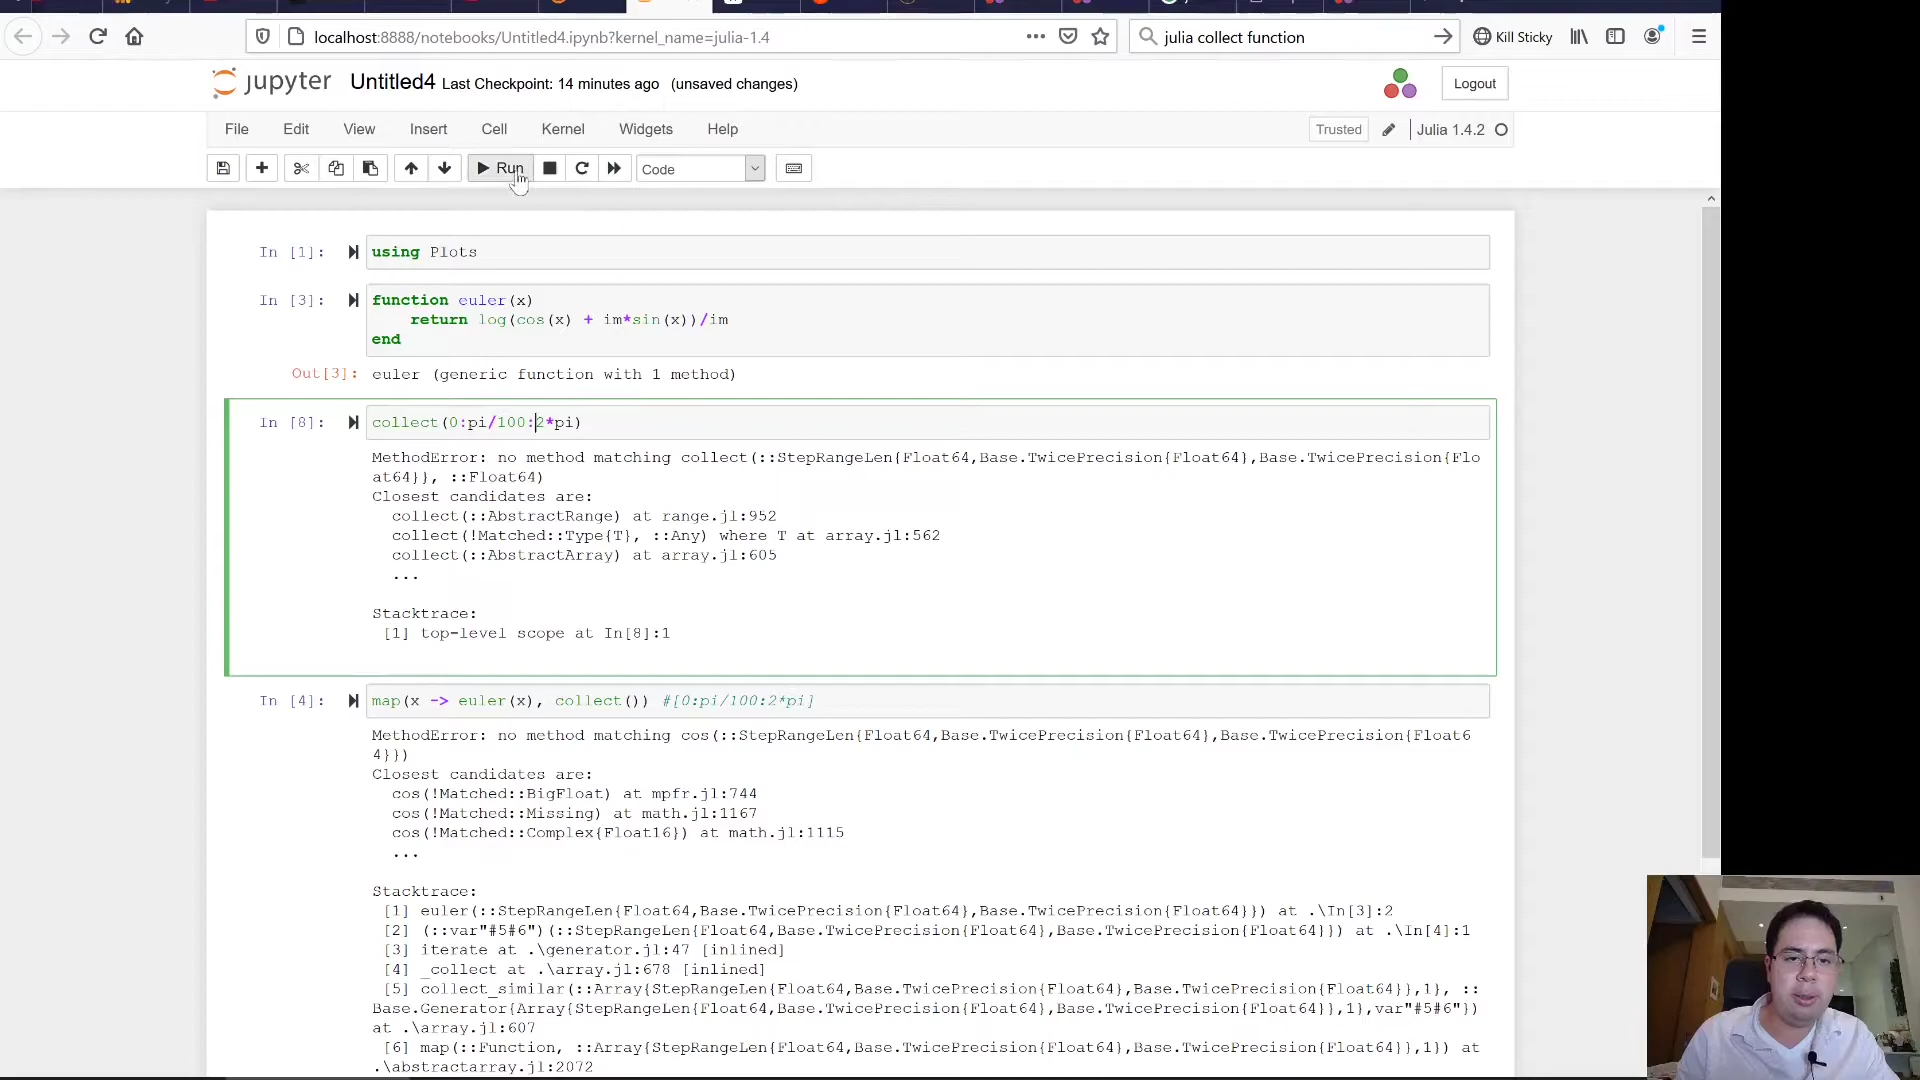 localhost:8888/notebooks/Untitled4.ipynb?kernel_name=julia-1.4
julia collect function
Kill Sticky
jupyter Untitled4 Last Checkpoint: 14 minutes ago (unsaved changes)
Logout
File Edit View Insert Cell Kernel Widgets Help
Trusted Julia 1.4.2
Run Code
In [1]: using Plots
In [3]: function euler(x)
return log(cos(x) + im*sin(x))/im
end
Out[3]: euler (generic function with 1 method)
In [8]: collect(0:pi/100:2*pi)
MethodError: no method matching collect(::StepRangeLen{Float64,Base.TwicePrecision{Float64},Base.TwicePrecision{Flo
at64}}, ::Float64)
Closest candidates are:
collect(::AbstractRange) at range.jl:952
collect(!Matched::Type{T}, ::Any) where T at array.jl:562
collect(::AbstractArray) at array.jl:605
...
Stacktrace:
[1] top-level scope at In[8]:1
In [4]: map(x -> euler(x), collect()) #[0:pi/100:2*pi]
MethodError: no method matching cos(::StepRangeLen{Float64,Base.TwicePrecision{Float64},Base.TwicePrecision{Float6
4}})
Closest candidates are:
cos(!Matched::BigFloat) at mpfr.jl:744
cos(!Matched::Missing) at math.jl:1167
cos(!Matched::Complex{Float16}) at math.jl:1115
...
Stacktrace:
[1] euler(::StepRangeLen{Float64,Base.TwicePrecision{Float64},Base.TwicePrecision{Float64}}) at .\In[3]:2
[2] (::var"#5#6")(::StepRangeLen{Float64,Base.TwicePrecision{Float64},Base.TwicePrecision{Float64}}) at .\In[4]:1
[3] iterate at .\generator.jl:47 [inlined]
[4] _collect at .\array.jl:678 [inlined]
[5] collect_similar(::Array{StepRangeLen{Float64,Base.TwicePrecision{Float64},Base.TwicePrecision{Float64}},1}, ::
Base.Generator{Array{StepRangeLen{Float64,Base.TwicePrecision{Float64},Base.TwicePrecision{Float64}},1},var"#5#6"})
at .\array.jl:607
[6] map(::Function, ::Array{StepRangeLen{Float64,Base.TwicePrecision{Float64},Base.TwicePrecision{Float64}},1}) at
.\abstractarray.jl:2072